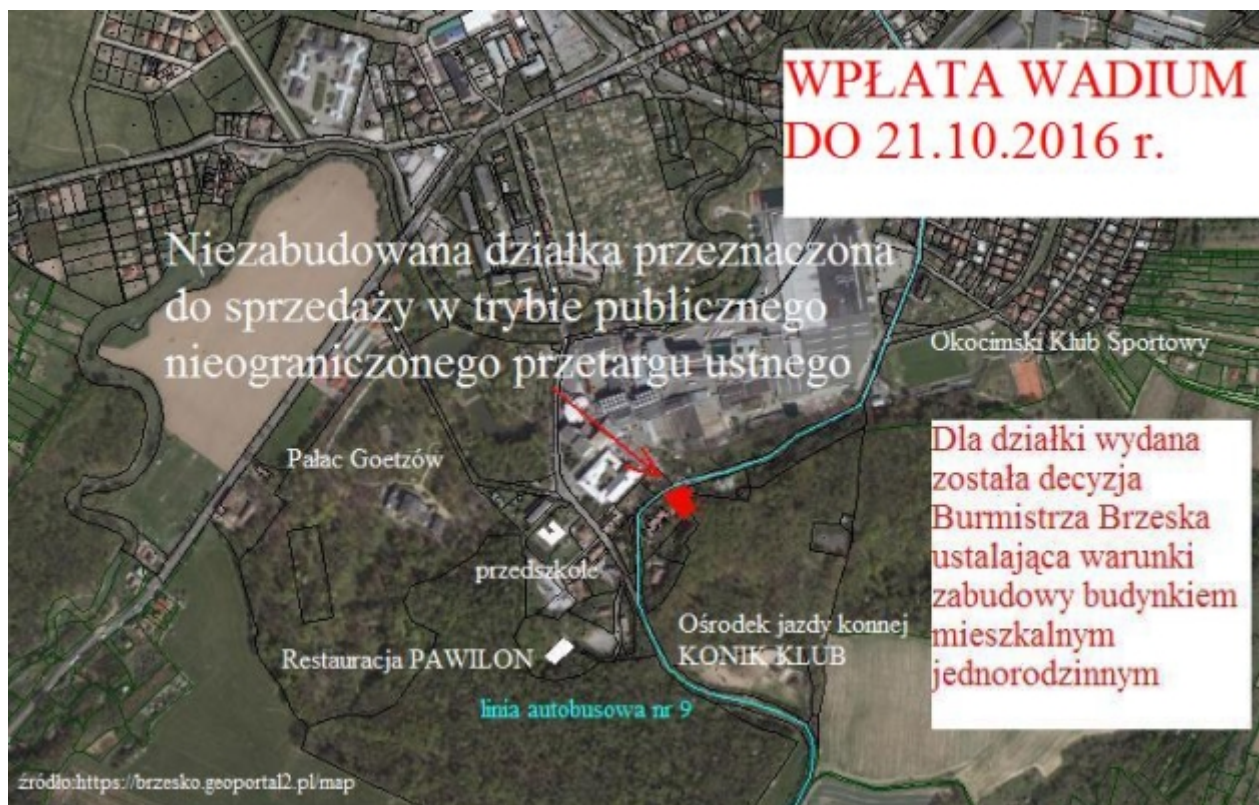 WPŁATA WADIUM
DO 21.10.2016 r.
Niezabudowana działka przeznaczona
do sprzedaży w trybie publicznego
nieograniczonego przetargu ustnego
Okocimski Klub Sportowy
Dla działki wydana
została decyzja
Burmistrza Brzeska
ustalająca warunki
zabudowy budynkiem
mieszkalnym
jednorodzinnym
Pałac Goetzów
przedszkole
Ośrodek jazdy konnej
KONIK KLUB
Restauracja PAWILON
linia autobusowa nr 9
źródło:https://brzesko.geoportal2.pl/map